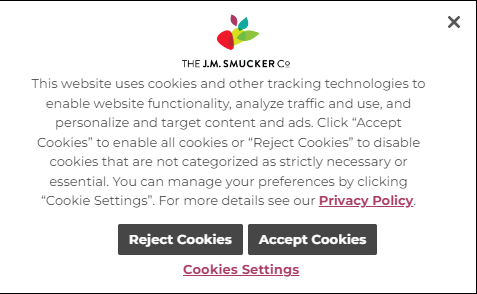 THE J.M. SMUCKER Co
This website uses cookies and other tracking technologies to
enable website functionality, analyze traffic and use, and
personalize and target content and ads. Click “Accept
Cookies” to enable all cookies or “Reject Cookies” to disable
cookies that are not categorized as strictly necessary or
essential. You can manage your preferences by clicking
“Cookie Settings”. For more details see our Privacy Policy.
Reject Cookies Accept Cookies
Cookies Settings